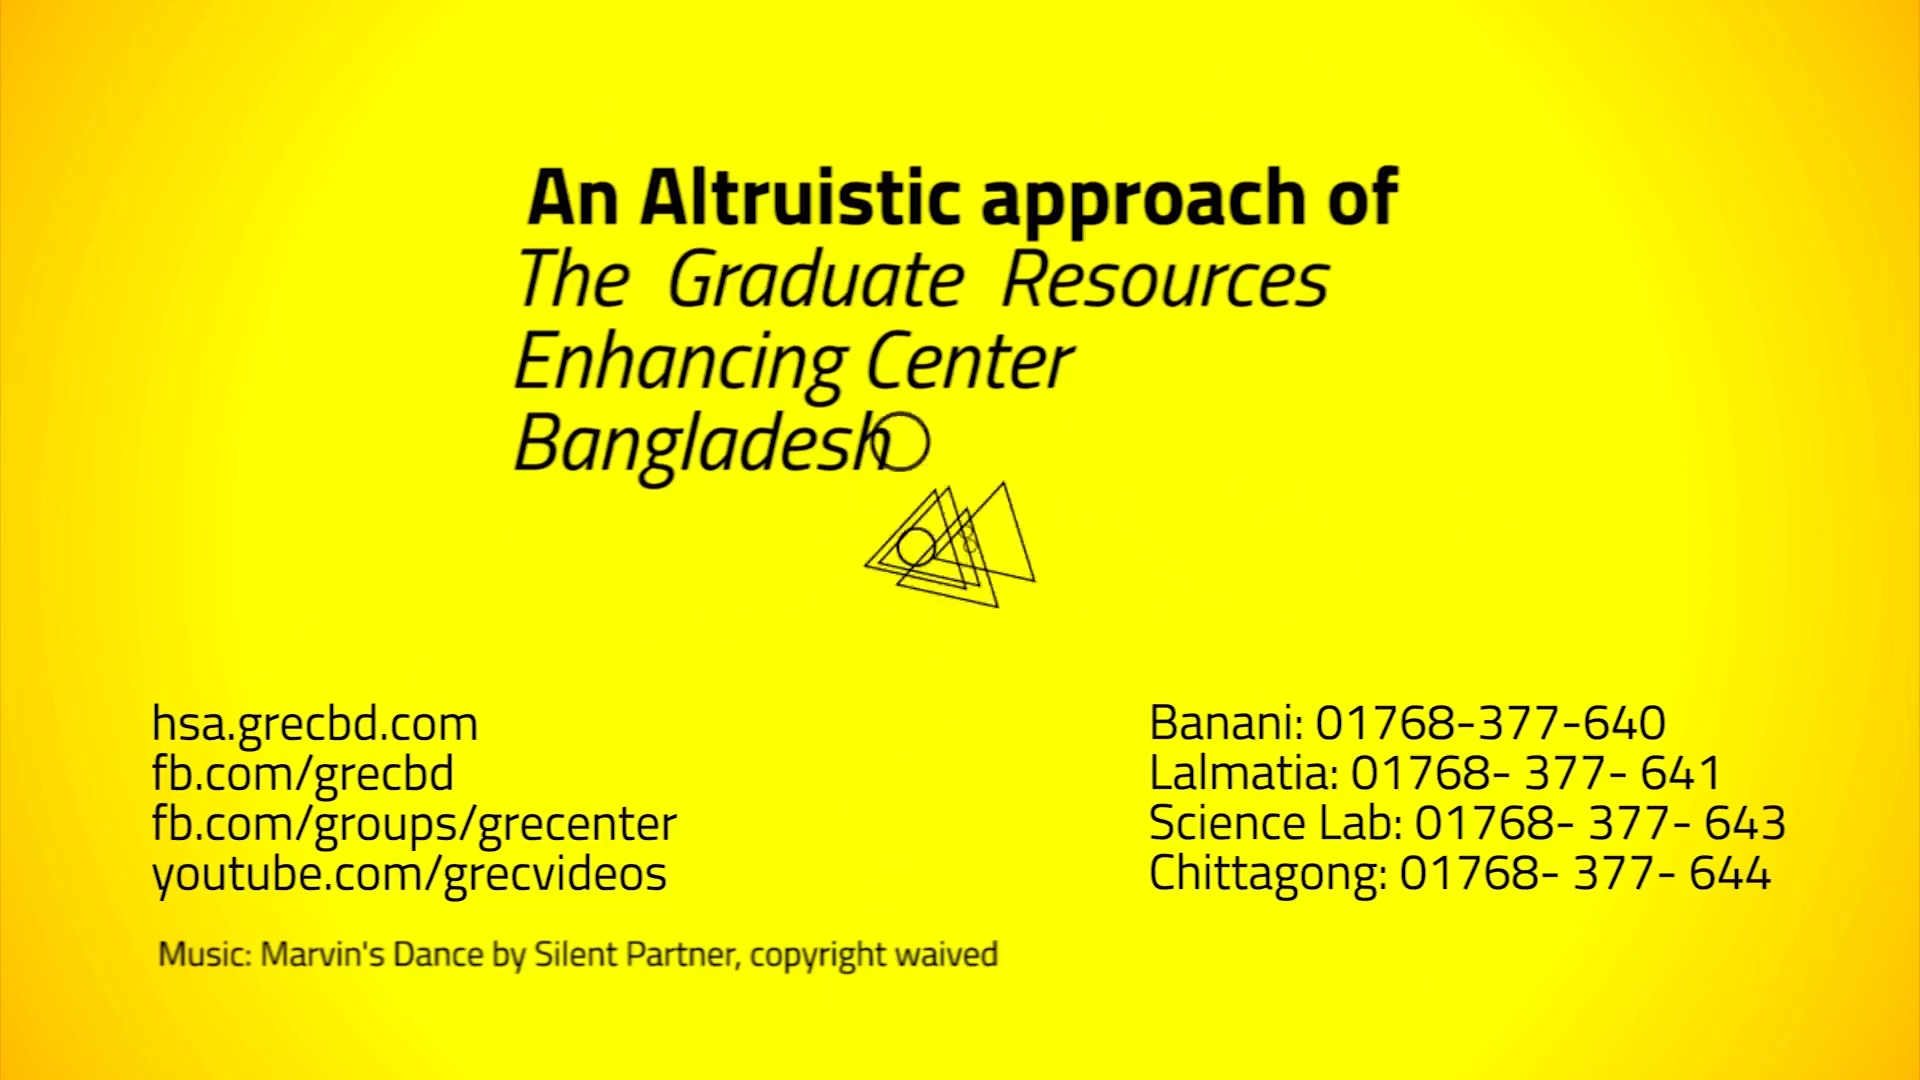 An Altruistic approach of
The Graduate Resources
Enhancing Center
Bangladesh
hsa.grecbd.com
fb.com/grecbd
fb.com/groups/grecenter
youtube.com/grecvideos
Banani: 01768-377-640
Lalmatia: 01768- 377- 641
Science Lab: 01768- 377- 643
Chittagong: 01768- 377- 644
Music: Marvin's Dance by Silent Partner, copyright waived